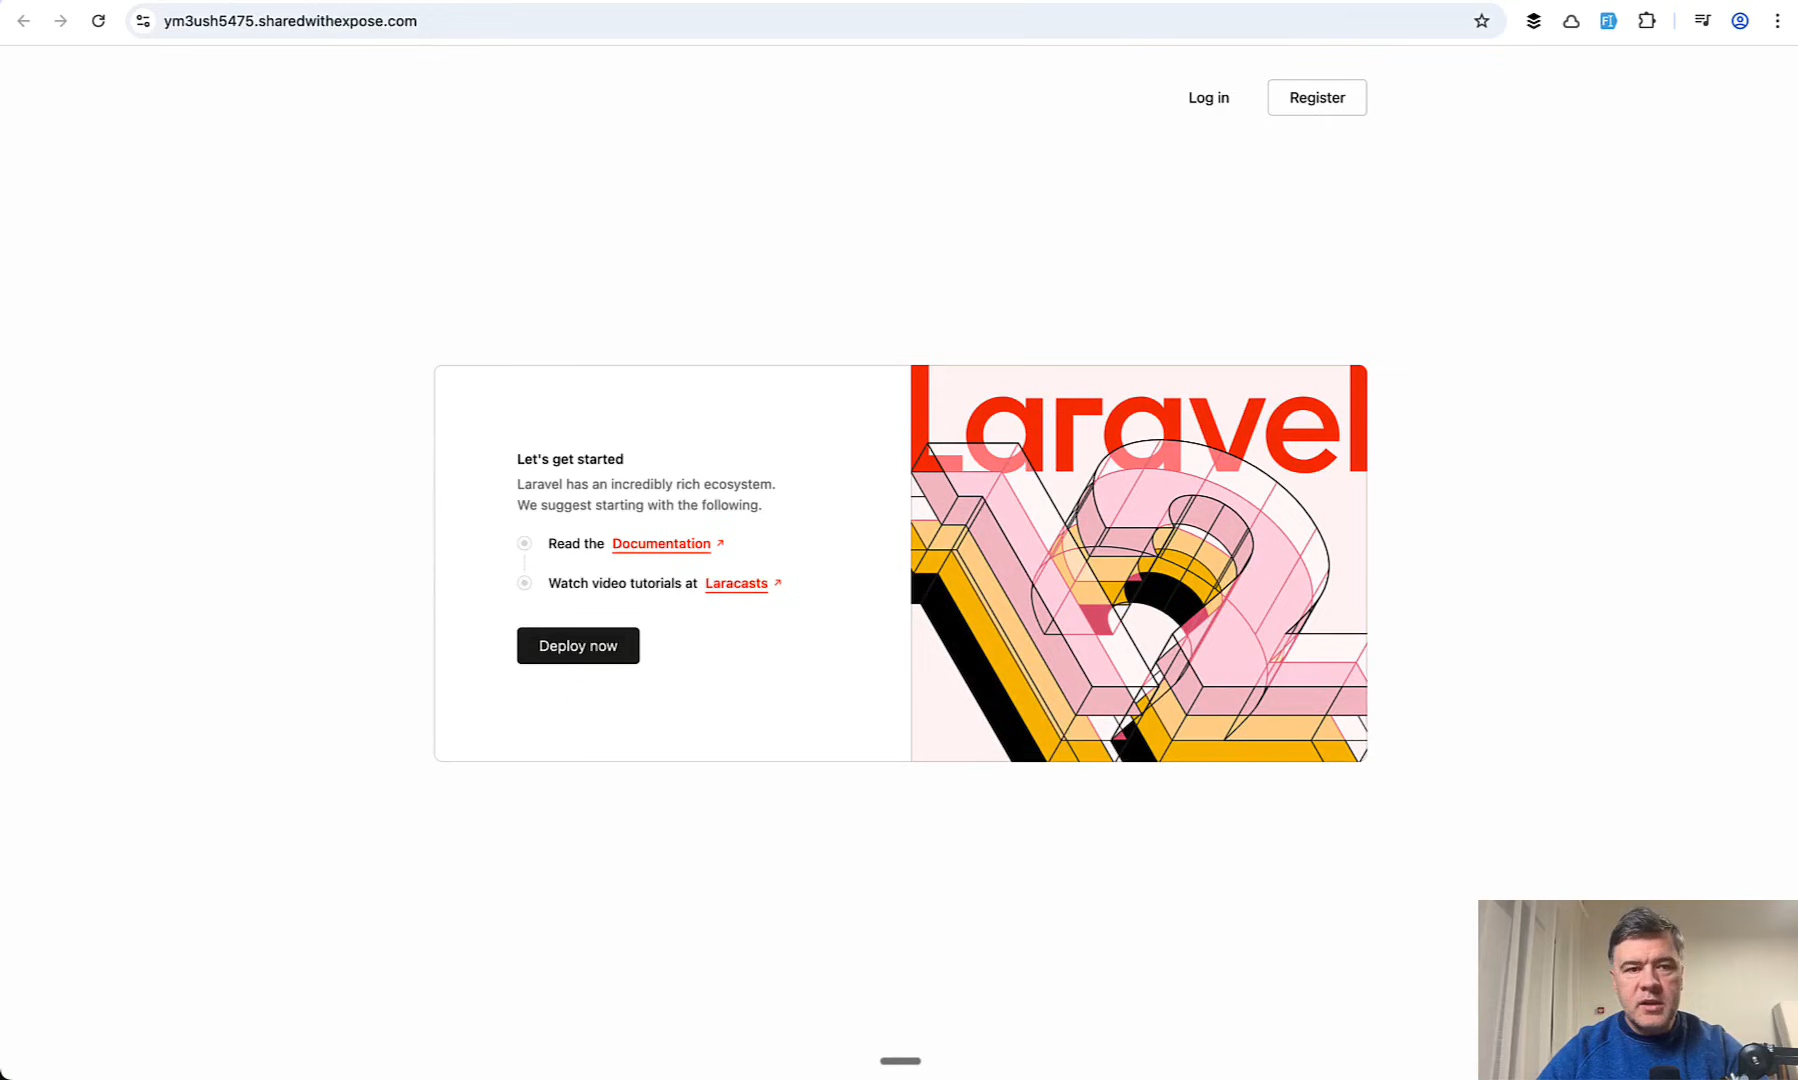 ym3ush5475.sharedwithexpose.com
Log in
Register
Laravel
Let's get started
Laravel has an incredibly rich ecosystem.
We suggest starting with the following.
Read the Documentation
Watch video tutorials at Laracasts
Deploy now